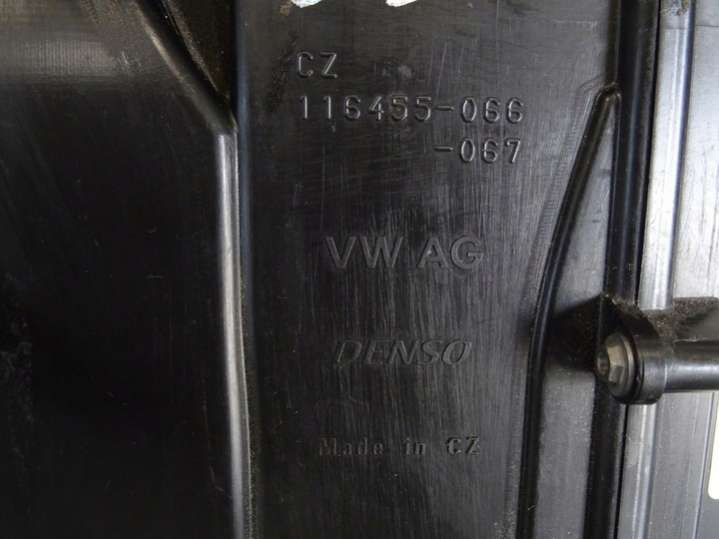 CZ
116455-066
-067
VW AG
DENSO
Made in CZ